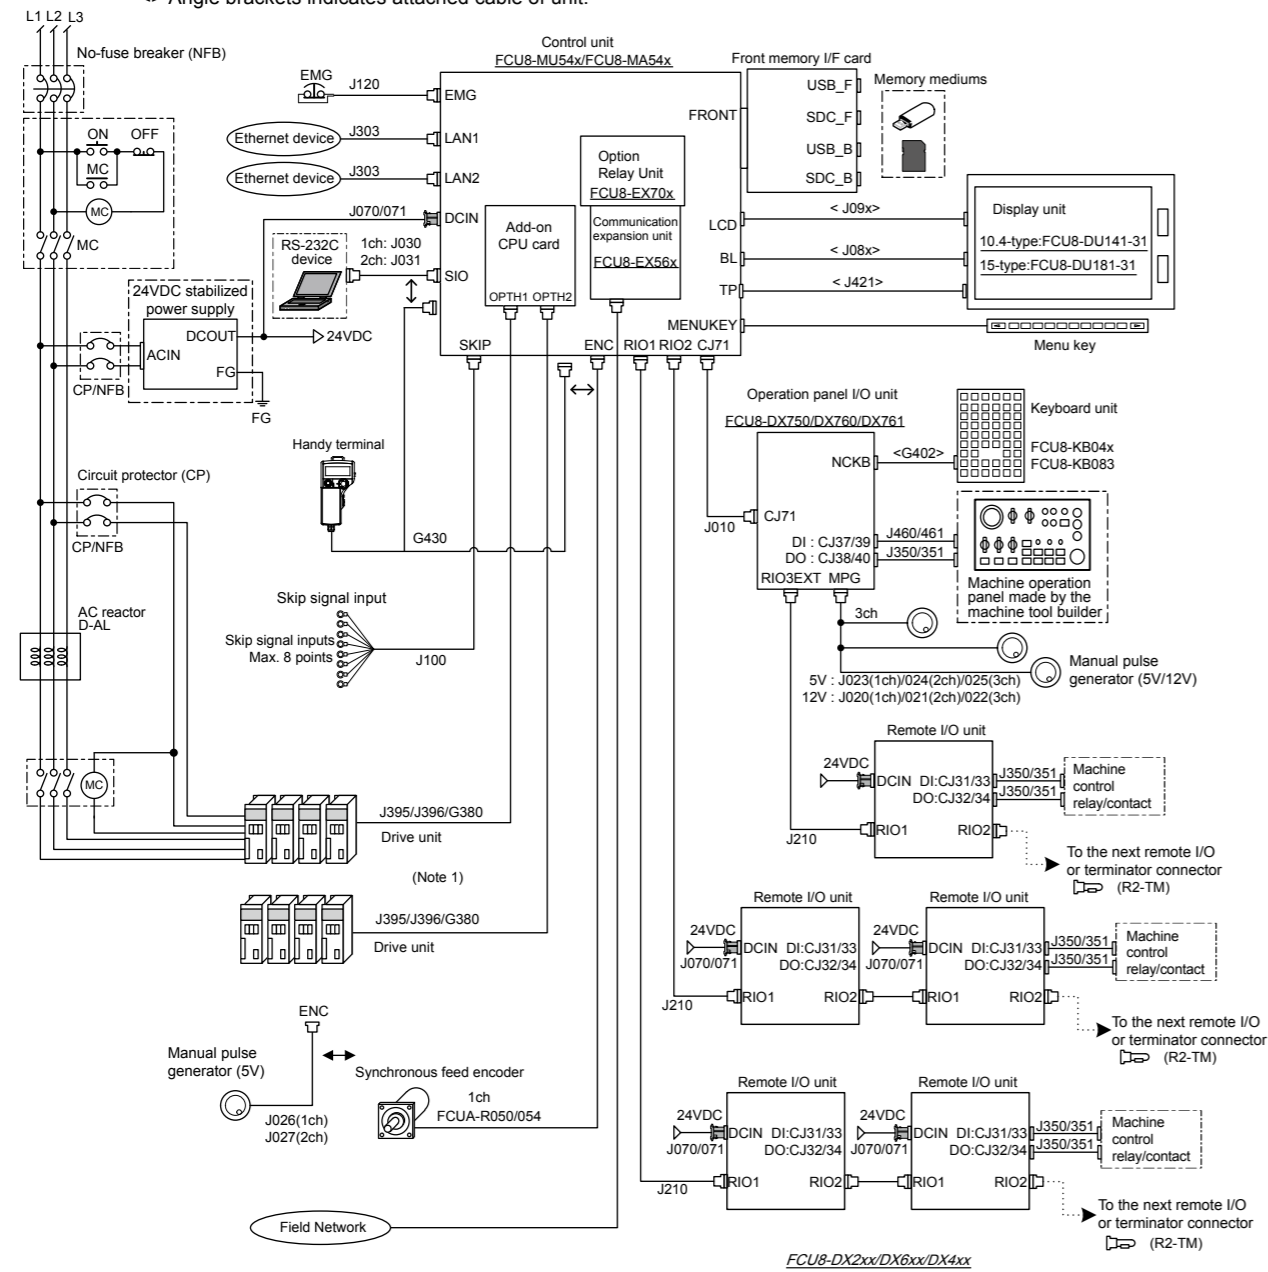 <> Angle brackets indicates attached cable of unit.
L1 L2 L3
No-fuse breaker (NFB)
ON OFF
MC
MC
MC
24VDC stabilized
power supply
DCOUT
ACIN
FG
CP/NFB
FG
24VDC
Circuit protector (CP)
CP/NFB
AC reactor
D-AL
MC
EMG
J120
Ethernet device
J303
Ethernet device
J303
J070/071
RS-232C
device
1ch: J030
2ch: J031
Control unit
FCU8-MU54x/FCU8-MA54x
EMG
LAN1
LAN2
DCIN
SIO
SKIP
Add-on
CPU card
OPTH1 OPTH2
Option
Relay Unit
FCU8-EX70x
Communication
expansion unit
FCU8-EX56x
FRONT
LCD
BL
TP
MENUKEY
ENC RIO1 RIO2 CJ71
Front memory I/F card
USB_F
SDC_F
USB_B
SDC_B
Memory mediums
< J09x>
< J08x>
< J421>
Display unit
10.4-type:FCU8-DU141-31
15-type:FCU8-DU181-31
Menu key
Operation panel I/O unit
FCU8-DX750/DX760/DX761
NCKB
<G402>
Keyboard unit
FCU8-KB04x
FCU8-KB083
J010
CJ71
DI : CJ37/39
DO : CJ38/40
J460/461
J350/351
Machine operation
panel made by the
machine tool builder
RIO3EXT MPG
3ch
Manual pulse
generator (5V/12V)
5V : J023(1ch)/024(2ch)/025(3ch)
12V : J020(1ch)/021(2ch)/022(3ch)
Handy terminal
G430
Skip signal input
Skip signal inputs
Max. 8 points
J100
J395/J396/G380
Drive unit
(Note 1)
J395/J396/G380
Drive unit
ENC
Manual pulse
generator (5V)
J026(1ch)
J027(2ch)
Synchronous feed encoder
1ch
FCUA-R050/054
Field Network
Remote I/O unit
24VDC
DCIN DI:CJ31/33
DO:CJ32/34
J350/351
J350/351
Machine
control
relay/contact
J210
RIO1 RIO2
To the next remote I/O
or terminator connector
(R2-TM)
Remote I/O unit
Remote I/O unit
24VDC
J070/071
DCIN DI:CJ31/33
DO:CJ32/34
24VDC
J070/071
DCIN DI:CJ31/33
DO:CJ32/34
J350/351
J350/351
Machine
control
relay/contact
J210
RIO1 RIO2
RIO1 RIO2
To the next remote I/O
or terminator connector
(R2-TM)
Remote I/O unit
Remote I/O unit
24VDC
J070/071
DCIN DI:CJ31/33
DO:CJ32/34
24VDC
J070/071
DCIN DI:CJ31/33
DO:CJ32/34
J350/351
J350/351
Machine
control
relay/contact
J210
RIO1 RIO2
RIO1 RIO2
To the next remote I/O
or terminator connector
(R2-TM)
FCU8-DX2xx/DX6xx/DX4xx